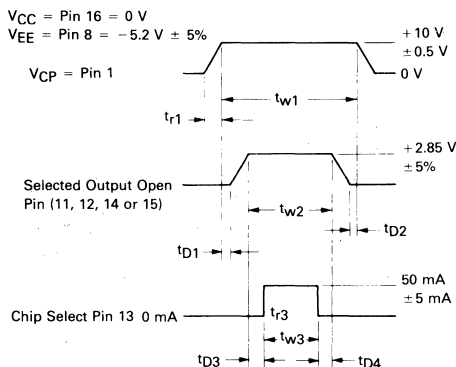 VCC = Pin 16 = 0 V
VEE = Pin 8 = −5.2 V ± 5%
+10 V
±0.5 V
VCP = Pin 1
0 V
tw1
tr1
+2.85 V
±5%
Selected Output Open
Pin (11, 12, 14 or 15)
tw2
tD2
tD1
50 mA
±5 mA
Chip Select Pin 13 0 mA
tr3
tw3
tD3
tD4